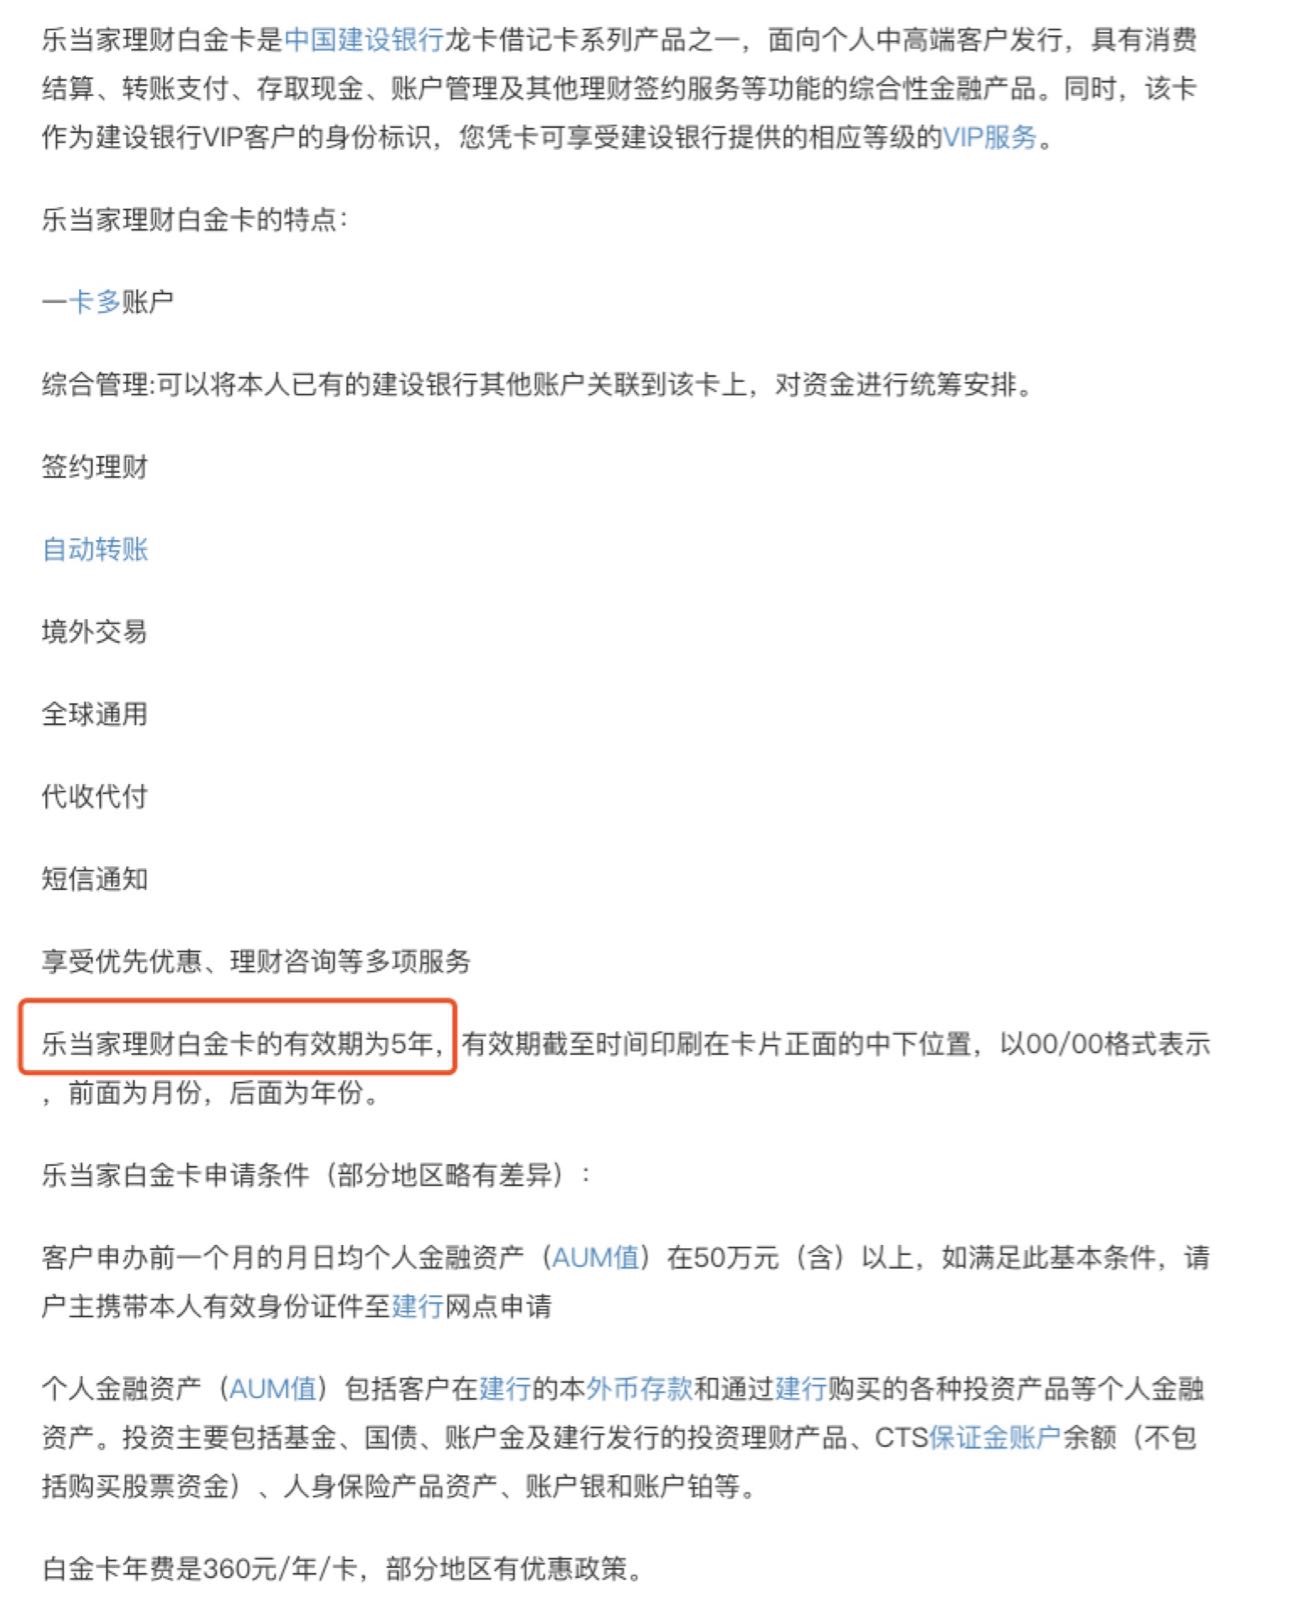 乐当家理财白金卡是中国建设银行龙卡借记卡系列产品之一，面向个人中高端客户发行，具有消费
结算、转账支付、存取现金、账户管理及其他理财签约服务等功能的综合性金融产品。同时，该卡
作为建设银行VIP客户的身份标识，您凭卡可享受建设银行提供的相应等级的VIP服务。
乐当家理财白金卡的特点：
一卡多账户
综合管理:可以将本人已有的建设银行其他账户关联到该卡上，对资金进行统筹安排。
签约理财
自动转账
境外交易
全球通用
代收代付
短信通知
享受优先优惠、理财咨询等多项服务
乐当家理财白金卡的有效期为5年，有效期截至时间印刷在卡片正面的中下位置，以00/00格式表示
，前面为月份，后面为年份。
乐当家白金卡申请条件（部分地区略有差异）：
客户申办前一个月的月日均个人金融资产（AUM值）在50万元（含）以上，如满足此基本条件，请
户主携带本人有效身份证件至建行网点申请
个人金融资产（AUM值）包括客户在建行的本外币存款和通过建行购买的各种投资产品等个人金融
资产。投资主要包括基金、国债、账户金及建行发行的投资理财产品、CTS保证金账户余额（不包
括购买股票资金）、人身保险产品资产、账户银和账户铂等。
白金卡年费是360元/年/卡，部分地区有优惠政策。